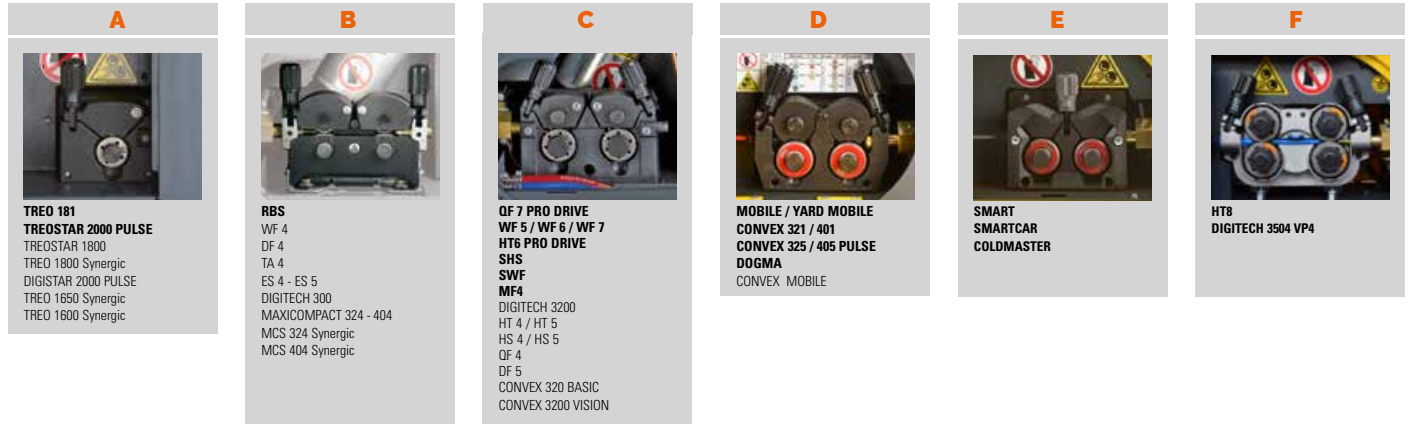 A
TREO 181
TREOSTAR 2000 PULSE
TREOSTAR 1800
TREO 1800 Synergic
DIGISTAR 2000 PULSE
TREO 1650 Synergic
TREO 1600 Synergic
B
RBS
WF 4
DF 4
TA 4
ES 4 - ES 5
DIGITECH 300
MAXICOMPACT 324 - 404
MCS 324 Synergic
MCS 404 Synergic
C
QF 7 PRO DRIVE
WF 5 / WF 6 / WF 7
HT6 PRO DRIVE
SHS
SWF
MF4
DIGITECH 3200
HT 4 / HT 5
HS 4 / HS 5
QF 4
DF 5
CONVEX 320 BASIC
CONVEX 3200 VISION
D
MOBILE / YARD MOBILE
CONVEX 321 / 401
CONVEX 325 / 405 PULSE
DOGMA
CONVEX MOBILE
E
SMART
SMARTCAR
COLDMASTER
F
HT8
DIGITECH 3504 VP4